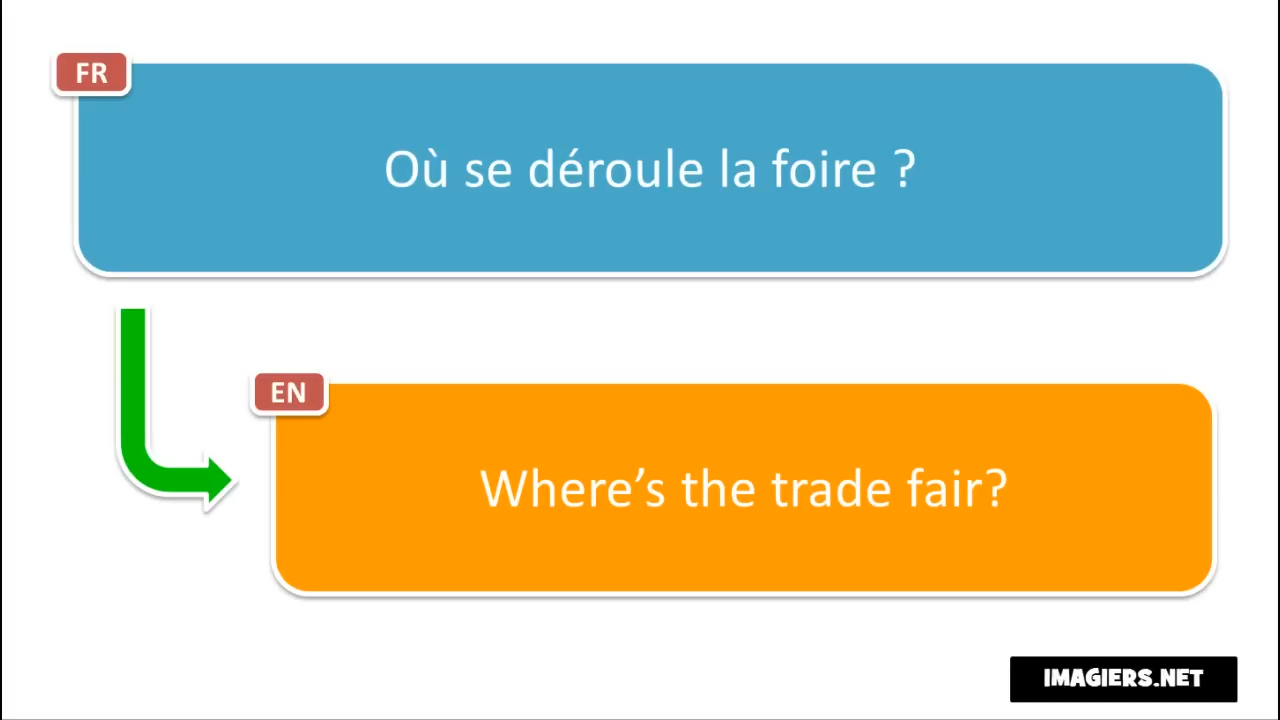 FR
Où se déroule la foire ?
EN
Where’s the trade fair?
IMAGIERS.NET